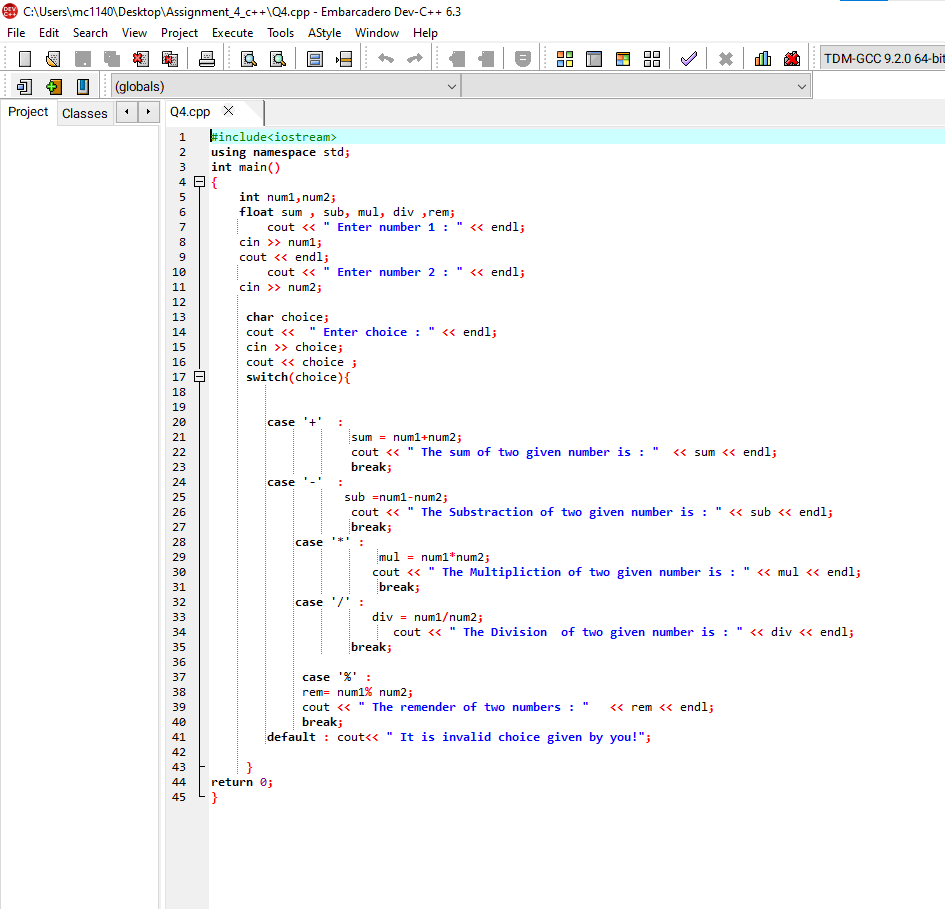 C:\Users\mc1140\Desktop\Assignment_4_c++\Q4.cpp - Embarcadero Dev-C++ 6.3
File Edit Search View Project Execute Tools AStyle Window Help
TDM-GCC 9.2.0 64-bit
(globals)
Project Classes Q4.cpp
1 #include<iostream>
2 using namespace std;
3 int main()
4 {
5 int num1,num2;
6 float sum , sub, mul, div ,rem;
7 cout << " Enter number 1 : " << endl;
8 cin >> num1;
9 cout << endl;
10 cout << " Enter number 2 : " << endl;
11 cin >> num2;
12
13 char choice;
14 cout <<  " Enter choice : " << endl;
15 cin >> choice;
16 cout << choice ;
17 switch(choice){
18
19
20 case '+'  :
21 sum = num1+num2;
22 cout << " The sum of two given number is : "  << sum << endl;
23 break;
24 case '-'  :
25 sub =num1-num2;
26 cout << " The Substraction of two given number is : " << sub << endl;
27 break;
28 case '*' :
29 mul = num1*num2;
30 cout << " The Multipliction of two given number is : " << mul << endl;
31 break;
32 case '/' :
33 div = num1/num2;
34 cout << " The Division  of two given number is : " << div << endl;
35 break;
36
37 case '%' :
38 rem= num1% num2;
39 cout << " The remender of two numbers : "   << rem << endl;
40 break;
41 default : cout<< " It is invalid choice given by you!";
42
43 }
44 return 0;
45 }